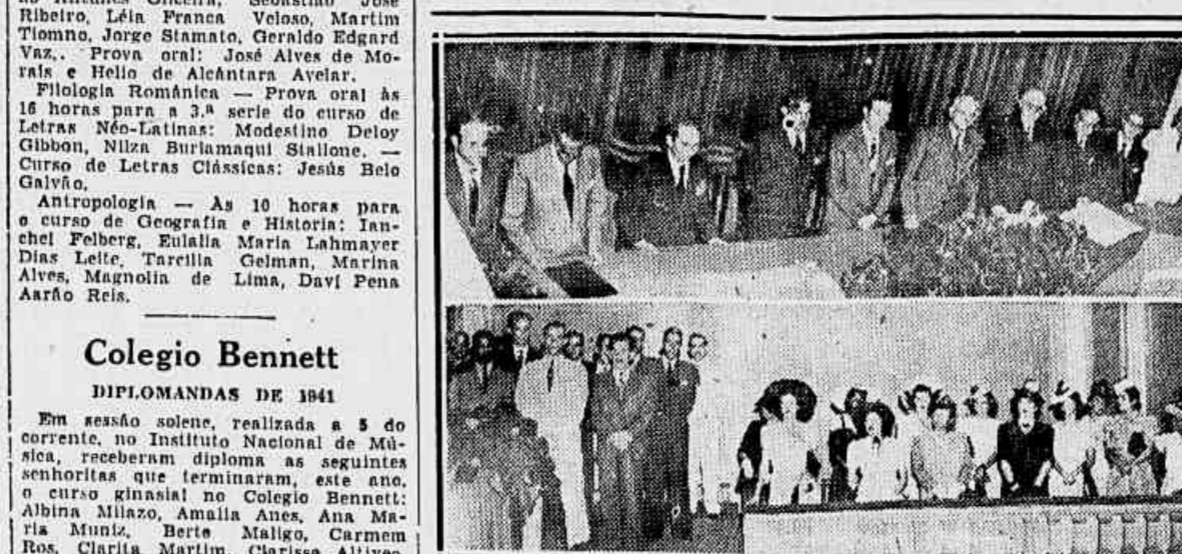 Ribeiro, Léia Franca Veloso, Martim
Tiomno, Jorge Stamato, Geraldo Edgard
Vaz.. Prova oral: José Alves de Mo-
rais e Helio de Alcântara Avelar.
Filologia Românica — Prova oral às
16 horas para a 3.ª serie do curso de
Letras Néo-Latinas: Modestino Deloy
Gibbon, Nilza Burlamaqui Stallone. —
Curso de Letras Clássicas: Jesús Belo
Galvão.
Antropologia — As 10 horas para
o curso de Geografia e Historia: Ian-
chel Felberg, Eulalia Maria Lahmayer
Dias Leite, Tarcilia Gelman, Marina
Alves, Magnolia de Lima, Davi Pena
Aarão Reis.
Colegio Bennett
DIPLOMANDAS DE 1941
Em sessão solene, realizada a 5 do
corrente, no Instituto Nacional de Mú-
sica, receberam diploma as seguintes
senhoritas que terminaram, este ano,
o curso ginasial no Colegio Bennett:
Albina Milazo, Amalia Anes, Ana Ma-
ria Muniz, Berte Maligo, Carmem
Ros, Clarita Martim, Clarisse